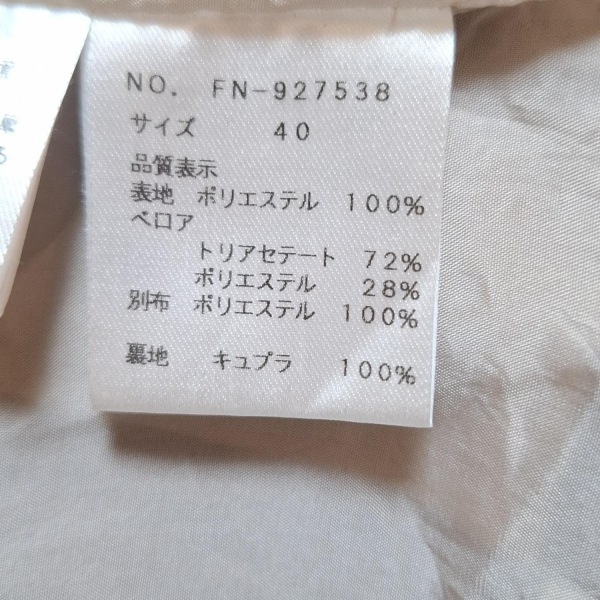 NO. FN-927538
サイズ 40
品質表示
表地 ポリエステル 100%
ベロア
トリアセテート 72%
ポリエステル 28%
別布 ポリエステル 100%
裏地 キュプラ 100%